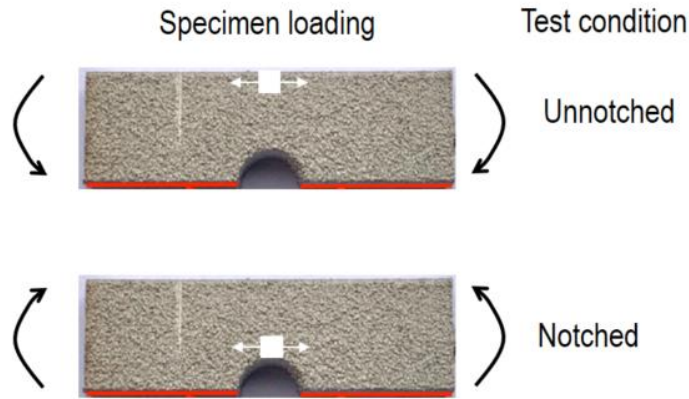 Specimen loading
Test condition
Unnotched
Notched